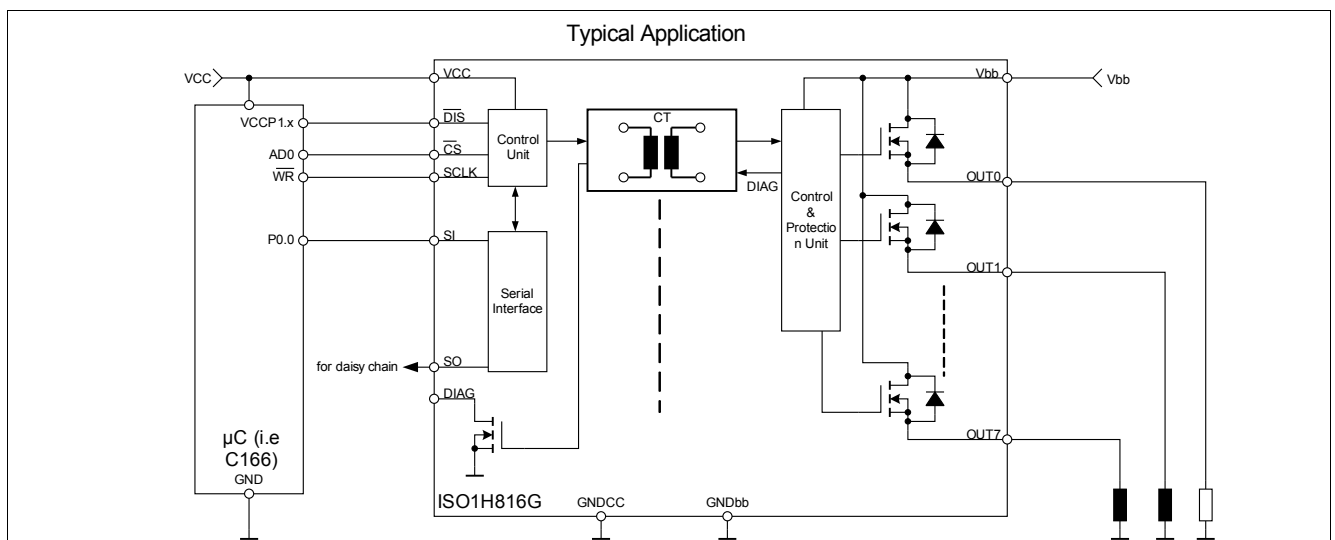 Typical Application
VCC
VCC
Vbb
Vbb
VCCP1.x
DIS
Control
Unit
CT
AD0
CS
WR
SCLK
DIAG
OUT0
Control
&
Protectio
n Unit
P0.0
SI
OUT1
Serial
Interface
for daisy chain
SO
DIAG
OUT7
µC (i.e
C166)
GND
ISO1H816G
GNDCC
GNDbb